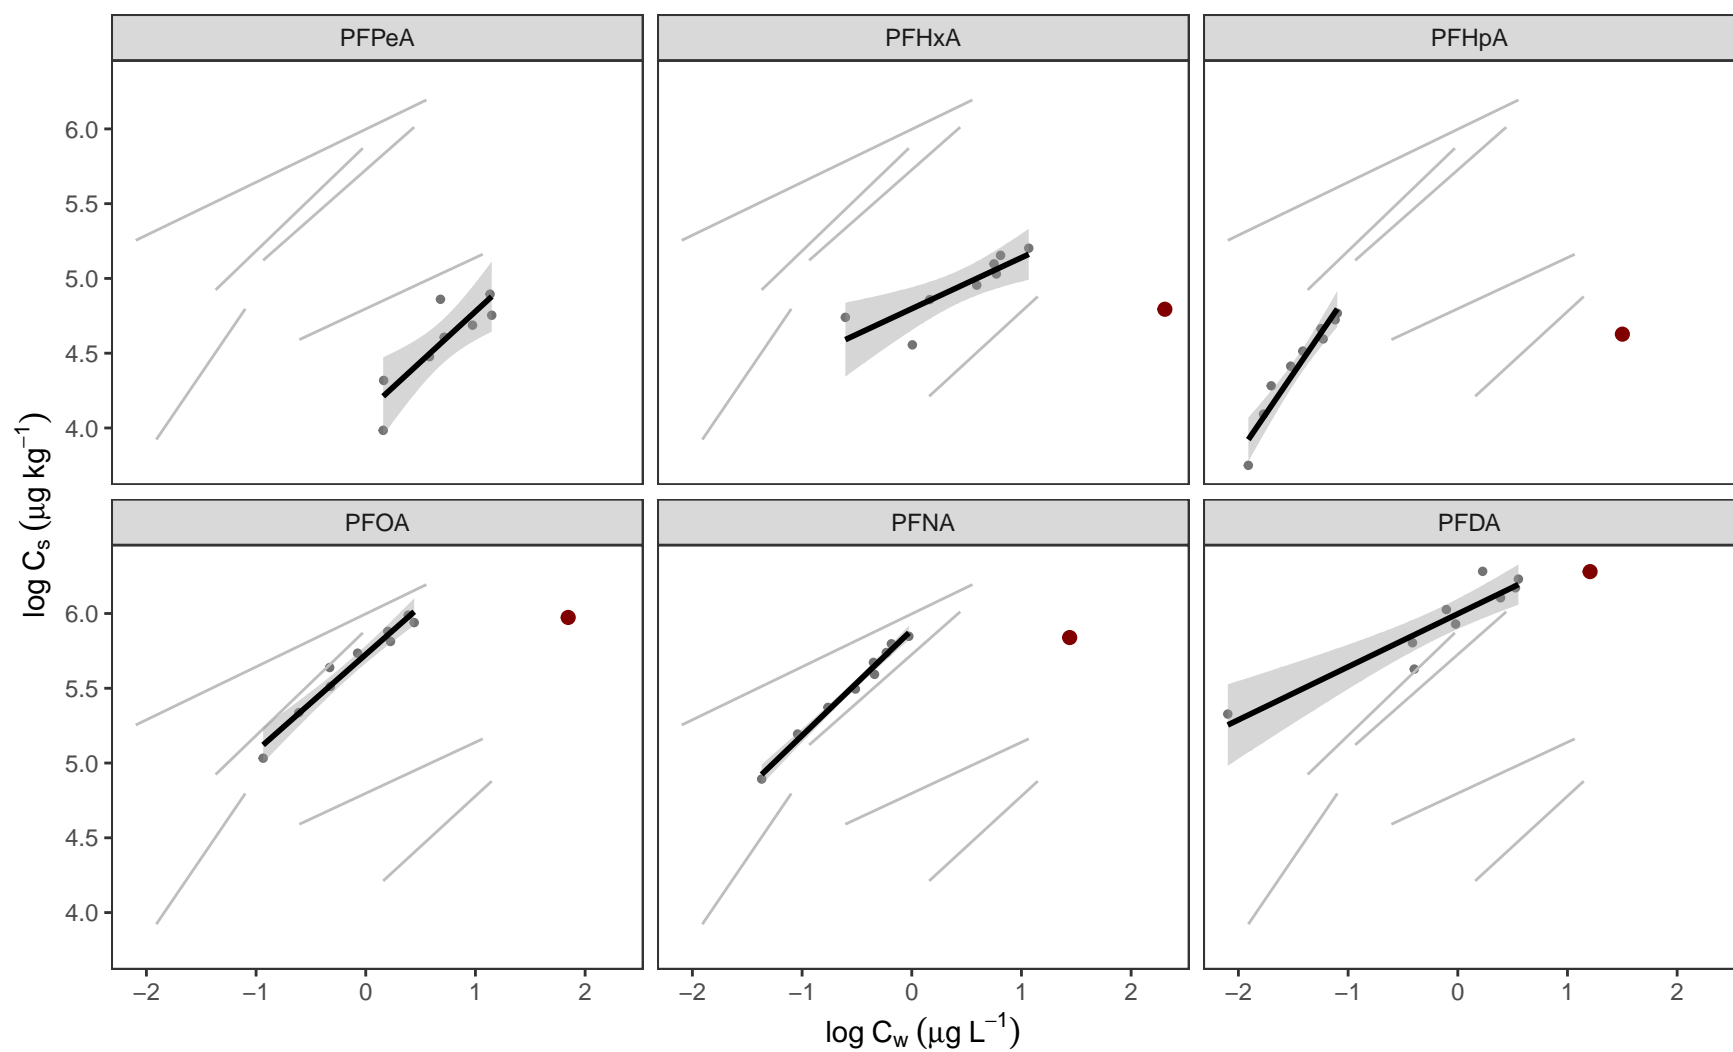 PFPeA PFHxA PFHpA
6.0
5.5
5.0
4.5
4.0
PFOA PFNA PFDA
6.0
5.5
5.0
4.5
4.0
−2 −1 0 1 2 −2 −1 0 1 2 −2 −1 0 1 2
log Cw (μg L−1)
log Cs (μg kg−1)